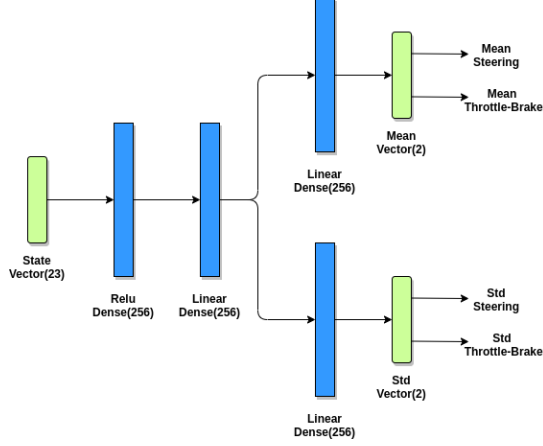 Mean
Steering
Mean
Throttle-Brake
Mean
Vector(2)
Linear
Dense(256)
State
Vector(23)
Relu
Dense(256)
Linear
Dense(256)
Std
Steering
Std
Throttle-Brake
Std
Vector(2)
Linear
Dense(256)